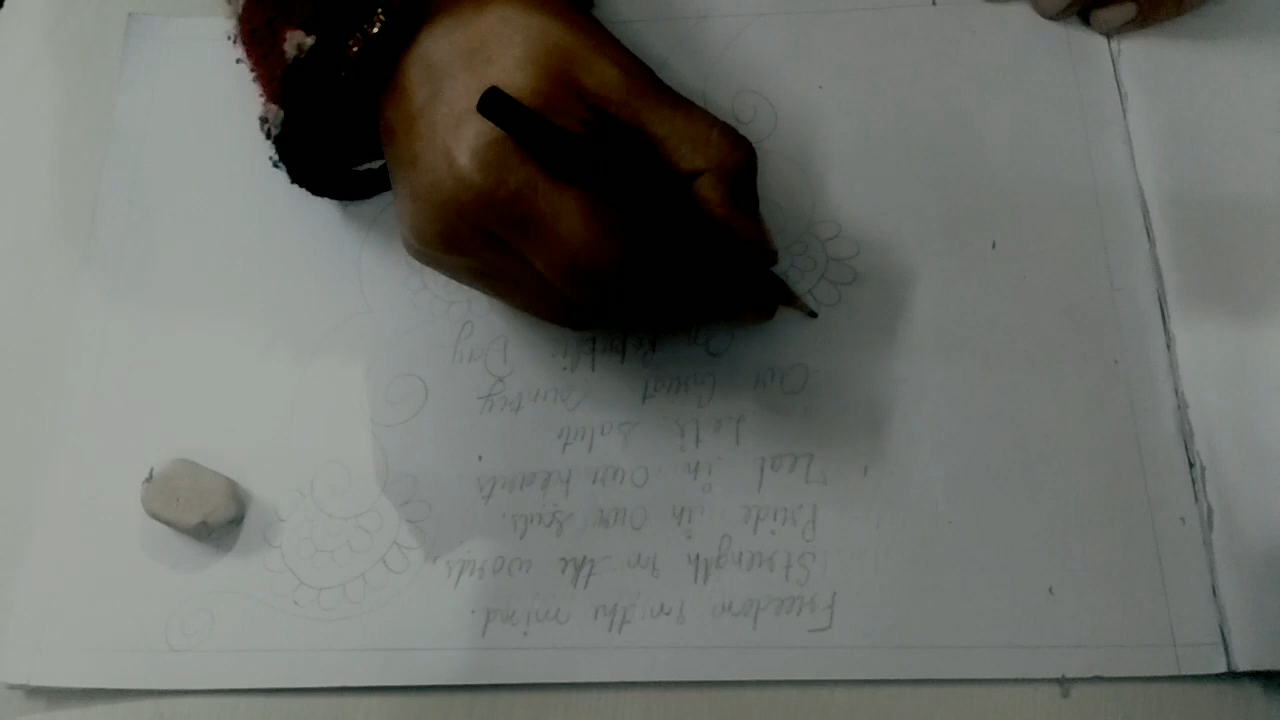 Freedom In the mind.
Strength In the words,
Pride in Our souls,
Zeal in Our hearts
Let's Salute
Our Great Country
On Republic Day